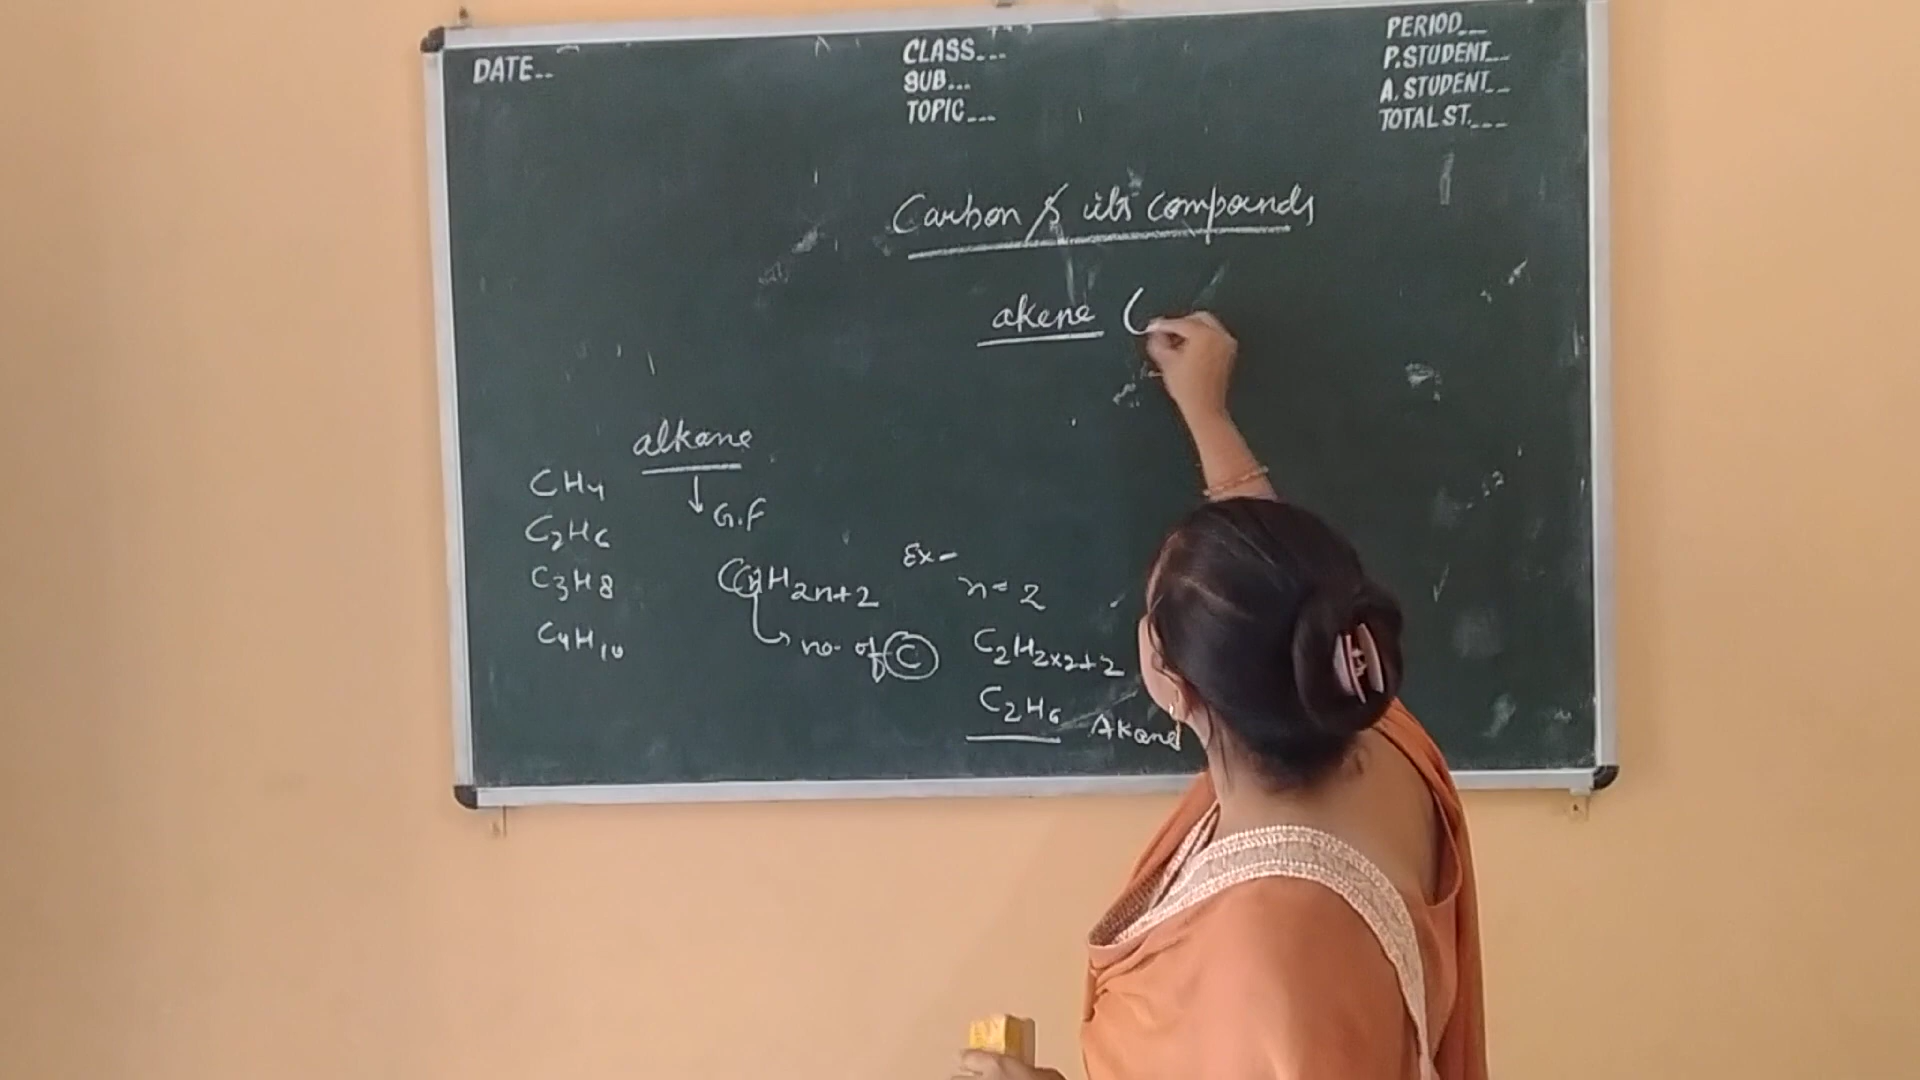 DATE..
CLASS...
SUB...
TOPIC...
PERIOD...
P.STUDENT...
A.STUDENT..
TOTAL ST....
Carbon & its compounds
akene (
alkane
↓ G.F
CH4
C2H6
C3H8
C4H10
CnH2n+2
no. of C
Ex-
n = 2
C2H2x2+2
C2H6 Akane